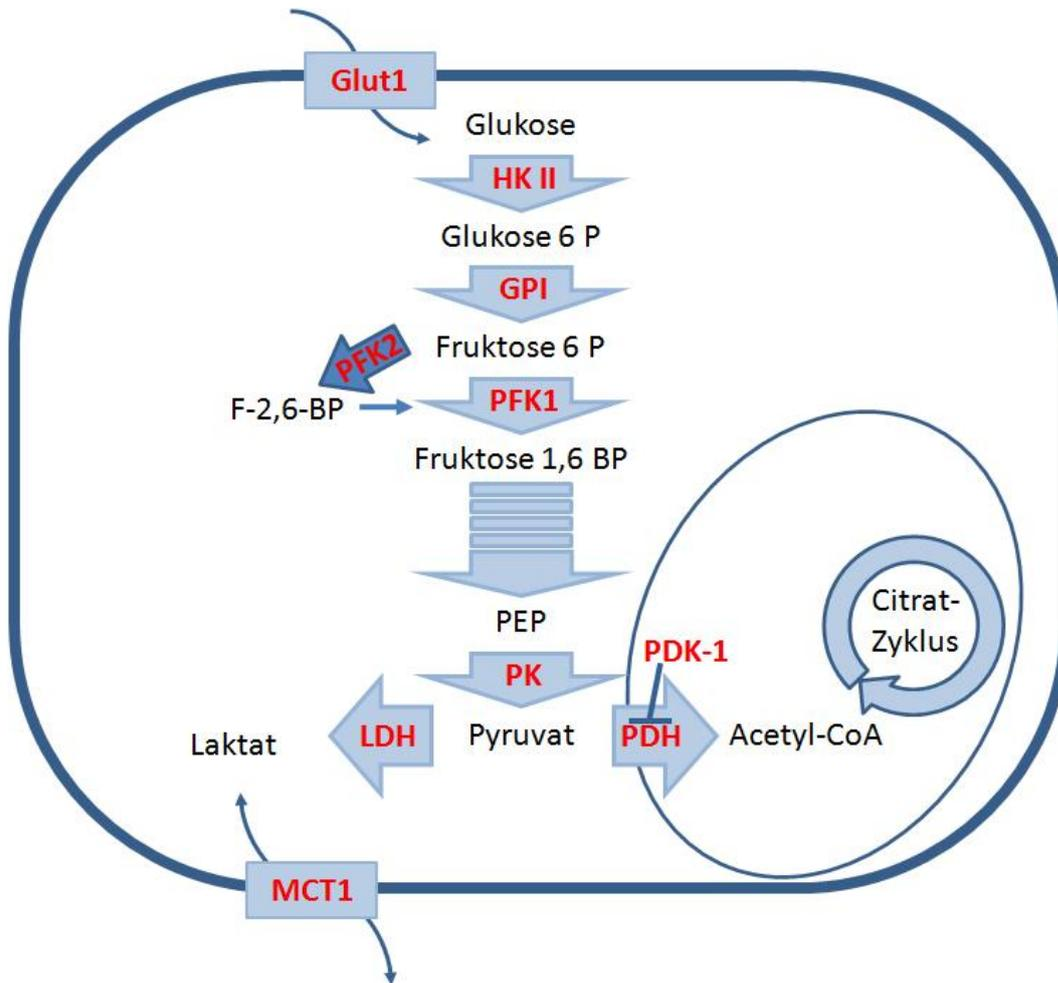 Glut1
Glukose
HK II
Glukose 6 P
GPI
PFK2
Fruktose 6 P
F-2,6-BP
PFK1
Fruktose 1,6 BP
PEP
Citrat-
Zyklus
PDK-1
PK
Laktat
LDH
Pyruvat
PDH
Acetyl-CoA
MCT1